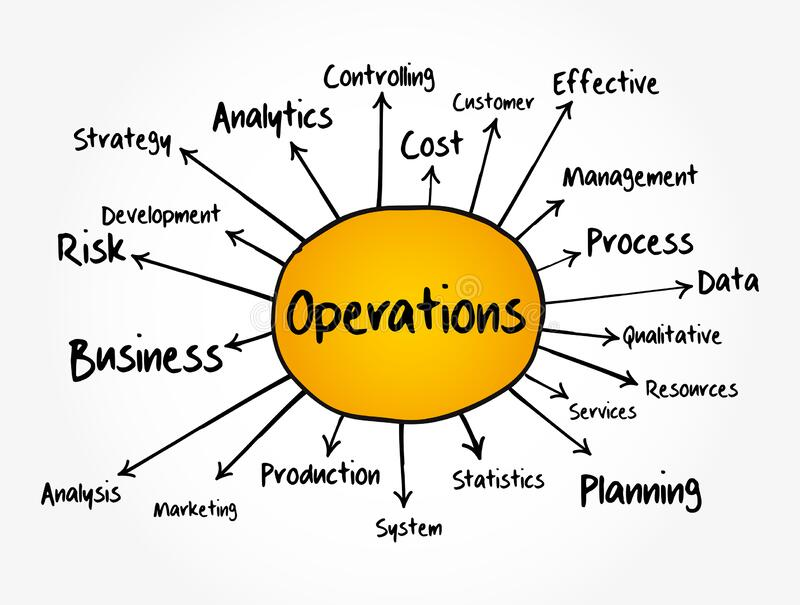 Controlling
Effective
Customer
Analytics
Strategy
Cost
Management
Development
Process
Risk
Data
Operations
Qualitative
Business
Resources
Services
Production
Statistics
Planning
Analysis
Marketing
System
dreamstime